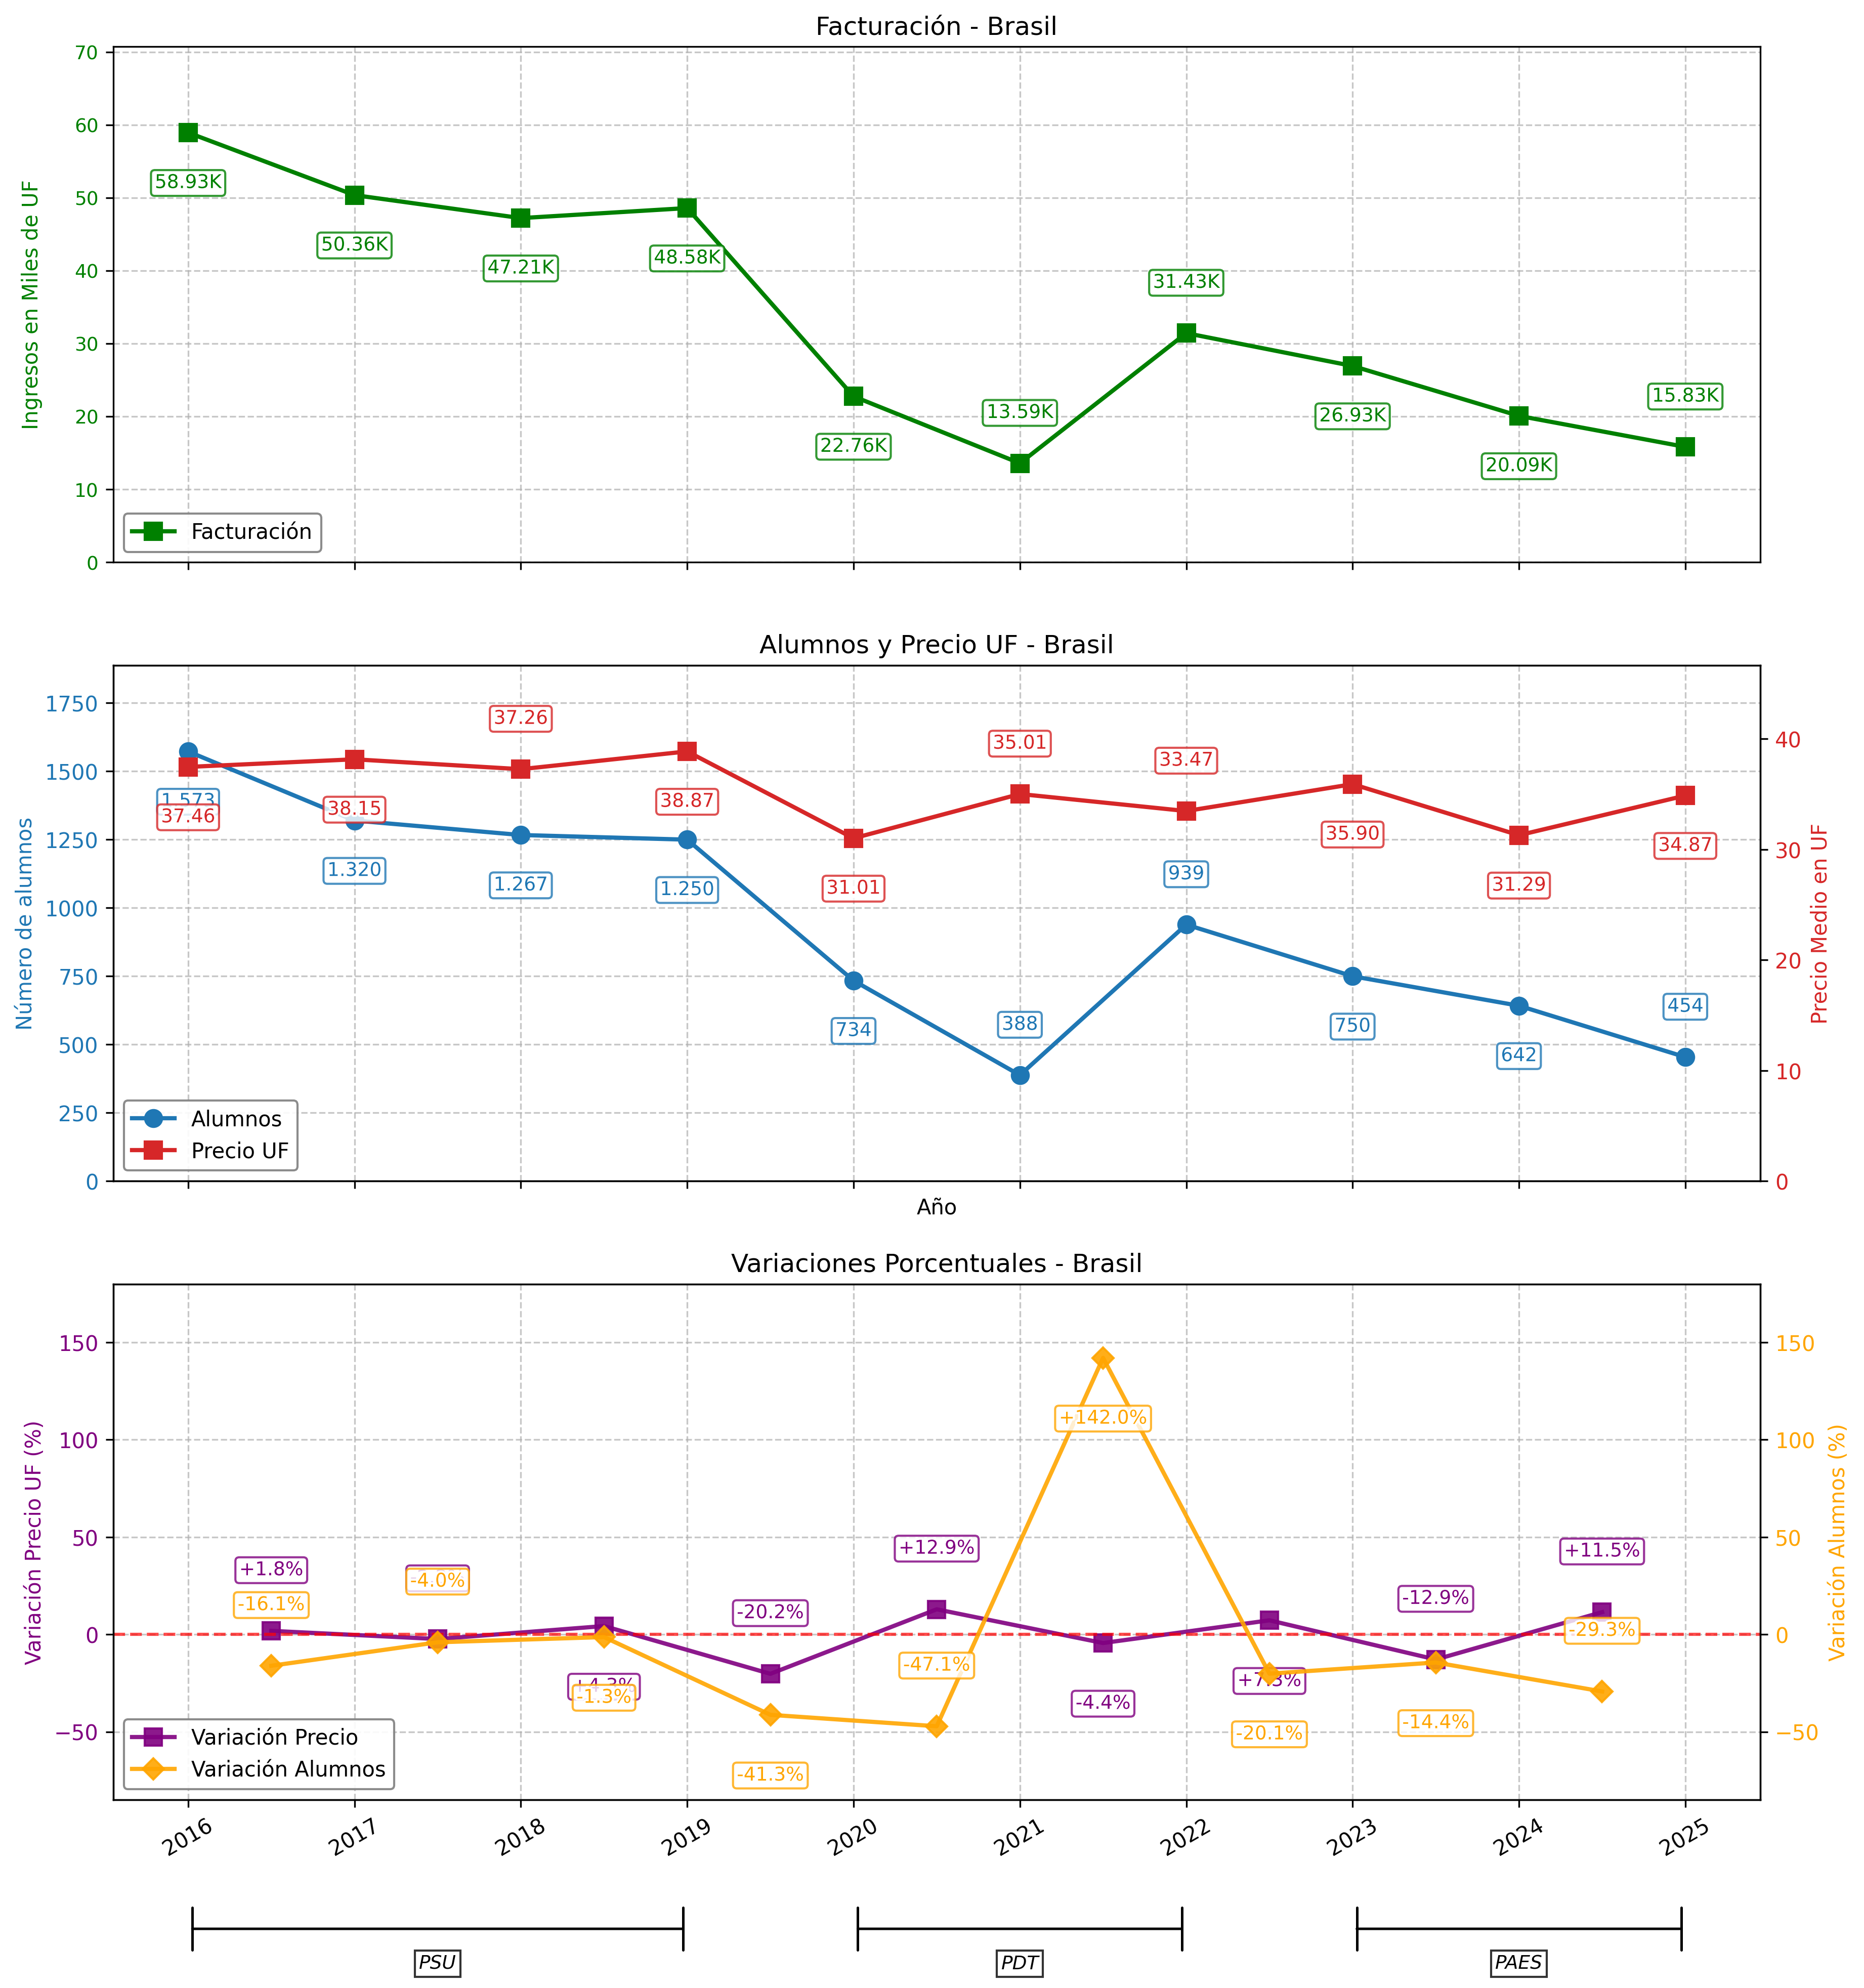 Facturación - Brasil
Ingresos en Miles de UF
70
60
50
40
30
20
10
0
58.93K
50.36K
47.21K
48.58K
22.76K
13.59K
31.43K
26.93K
20.09K
15.83K
Facturación
Alumnos y Precio UF - Brasil
Número de alumnos
1750
1500
1250
1000
750
500
250
0
Precio Medio en UF
40
30
20
10
0
1.573
1.320
1.267
1.250
734
388
939
750
642
454
37.46
38.15
37.26
38.87
31.01
35.01
33.47
35.90
31.29
34.87
Alumnos
Precio UF
Año
Variaciones Porcentuales - Brasil
Variación Precio UF (%)
150
100
50
0
−50
Variación Alumnos (%)
150
100
50
0
−50
+1.8%
+4.3%
-20.2%
+12.9%
-4.4%
+7.3%
-12.9%
+11.5%
-16.1%
-4.0%
-1.3%
-41.3%
-47.1%
+142.0%
-20.1%
-14.4%
-29.3%
Variación Precio
Variación Alumnos
2016
2017
2018
2019
2020
2021
2022
2023
2024
2025
PSU
PDT
PAES